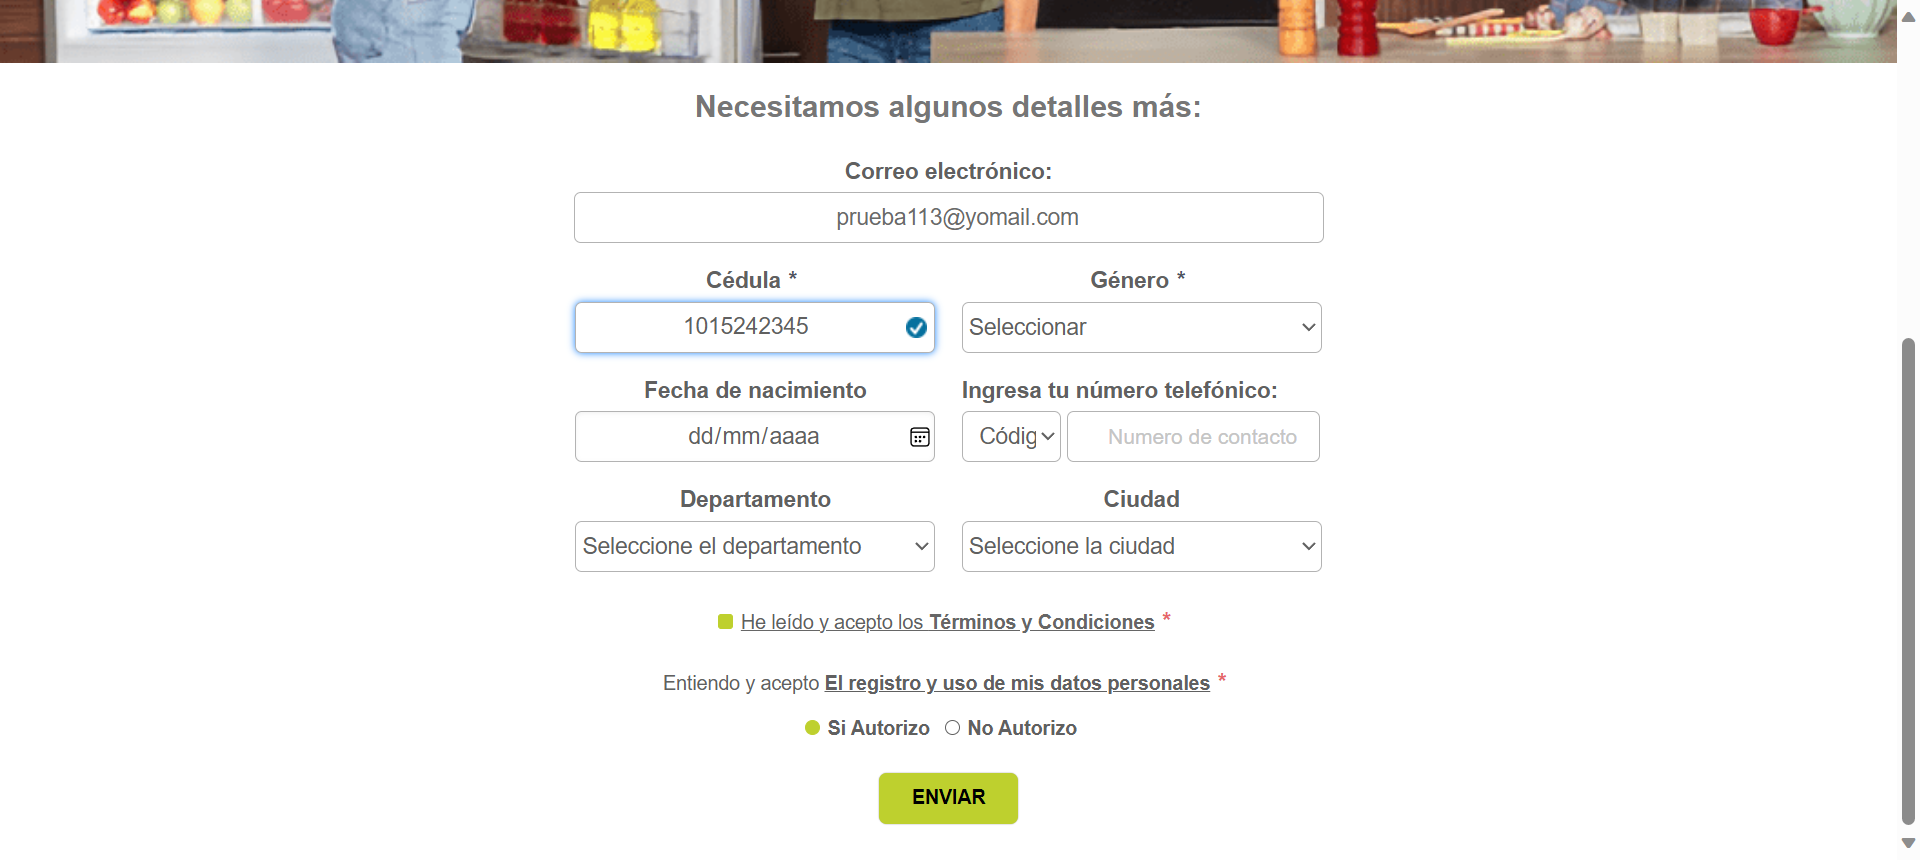 Necesitamos algunos detalles más:
Correo electrónico:
prueba113@yomail.com
Cédula *
Género *
1015242345
Seleccionar
Fecha de nacimiento
Ingresa tu número telefónico:
dd/mm/aaaa
Códig
Numero de contacto
Departamento
Ciudad
Seleccione el departamento
Seleccione la ciudad
He leído y acepto los Términos y Condiciones *
Entiendo y acepto El registro y uso de mis datos personales *
Si Autorizo
No Autorizo
ENVIAR